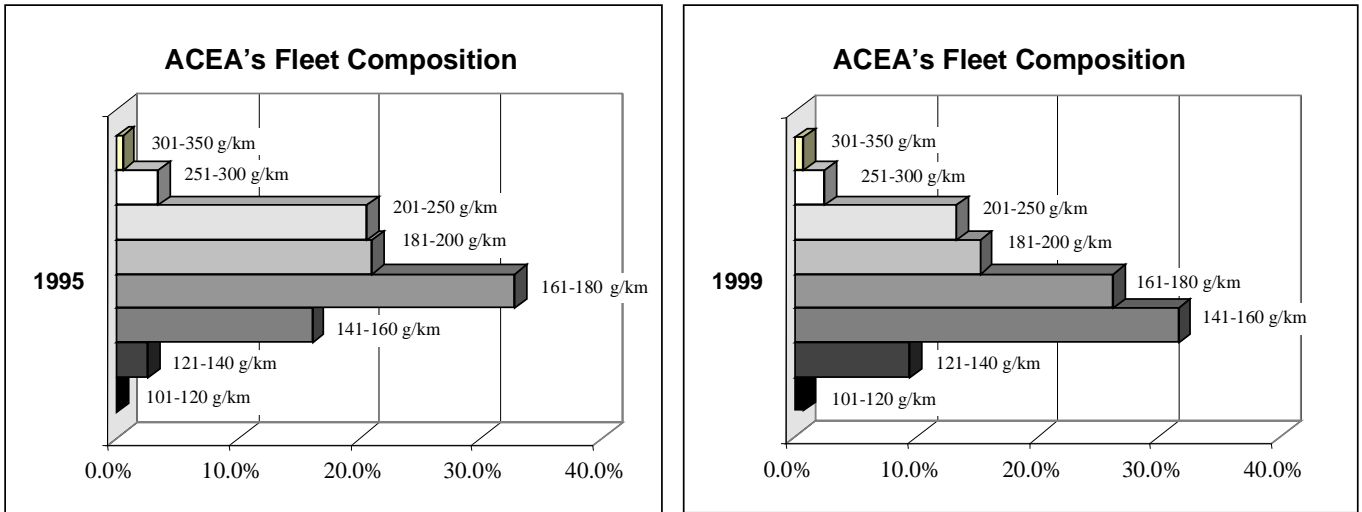 ACEA's Fleet Composition
301-350 g/km
251-300 g/km
201-250 g/km
181-200 g/km
1995
161-180 g/km
141-160 g/km
121-140 g/km
101-120 g/km
0.0% 10.0% 20.0% 30.0% 40.0%
ACEA's Fleet Composition
301-350 g/km
251-300 g/km
201-250 g/km
181-200 g/km
1999
161-180 g/km
141-160 g/km
121-140 g/km
101-120 g/km
0.0% 10.0% 20.0% 30.0% 40.0%